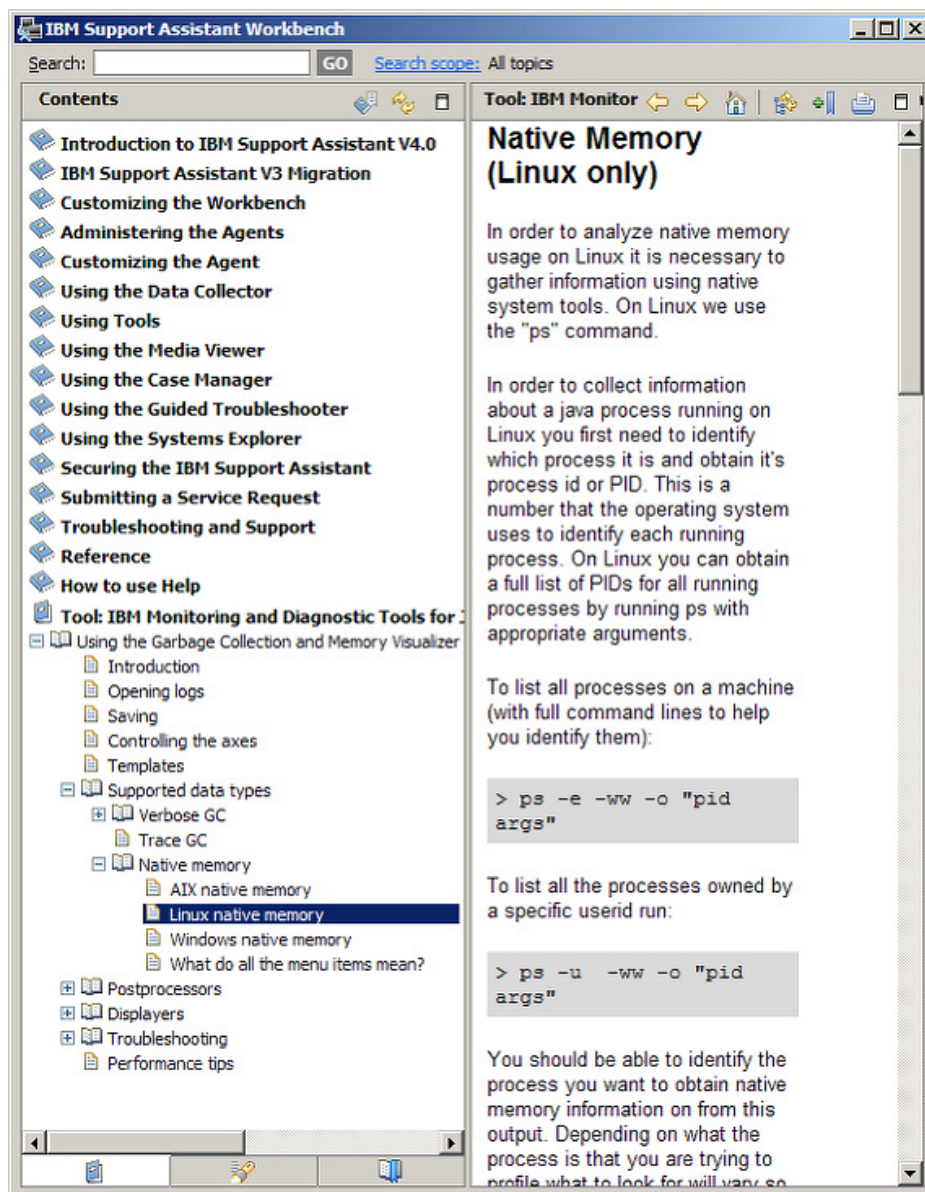 IBM Support Assistant Workbench
Search: GO Search scope: All topics
Contents
Introduction to IBM Support Assistant V4.0
IBM Support Assistant V3 Migration
Customizing the Workbench
Administering the Agents
Customizing the Agent
Using the Data Collector
Using Tools
Using the Media Viewer
Using the Case Manager
Using the Guided Troubleshooter
Using the Systems Explorer
Securing the IBM Support Assistant
Submitting a Service Request
Troubleshooting and Support
Reference
How to use Help
Tool: IBM Monitoring and Diagnostic Tools for
Using the Garbage Collection and Memory Visualizer
Introduction
Opening logs
Saving
Controlling the axes
Templates
Supported data types
Verbose GC
Trace GC
Native memory
AIX native memory
Linux native memory
Windows native memory
What do all the menu items mean?
Postprocessors
Displayers
Troubleshooting
Performance tips
Tool: IBM Monitor
Native Memory
(Linux only)
In order to analyze native memory
usage on Linux it is necessary to
gather information using native
system tools. On Linux we use
the "ps" command.
In order to collect information
about a java process running on
Linux you first need to identify
which process it is and obtain it's
process id or PID. This is a
number that the operating system
uses to identify each running
process. On Linux you can obtain
a full list of PIDs for all running
processes by running ps with
appropriate arguments.
To list all processes on a machine
(with full command lines to help
you identify them):
> ps -e -ww -o "pid
args"
To list all the processes owned by
a specific userid run:
> ps -u  -ww -o "pid
args"
You should be able to identify the
process you want to obtain native
memory information on from this
output. Depending on what the
process is that you are trying to
profile what to look for will vary so